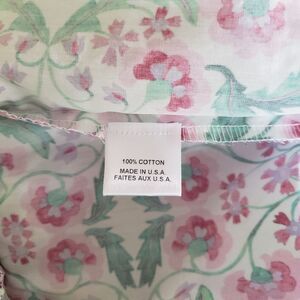 100% COTTON
MADE IN U.S.A.
FAITES AUX U.S.A.